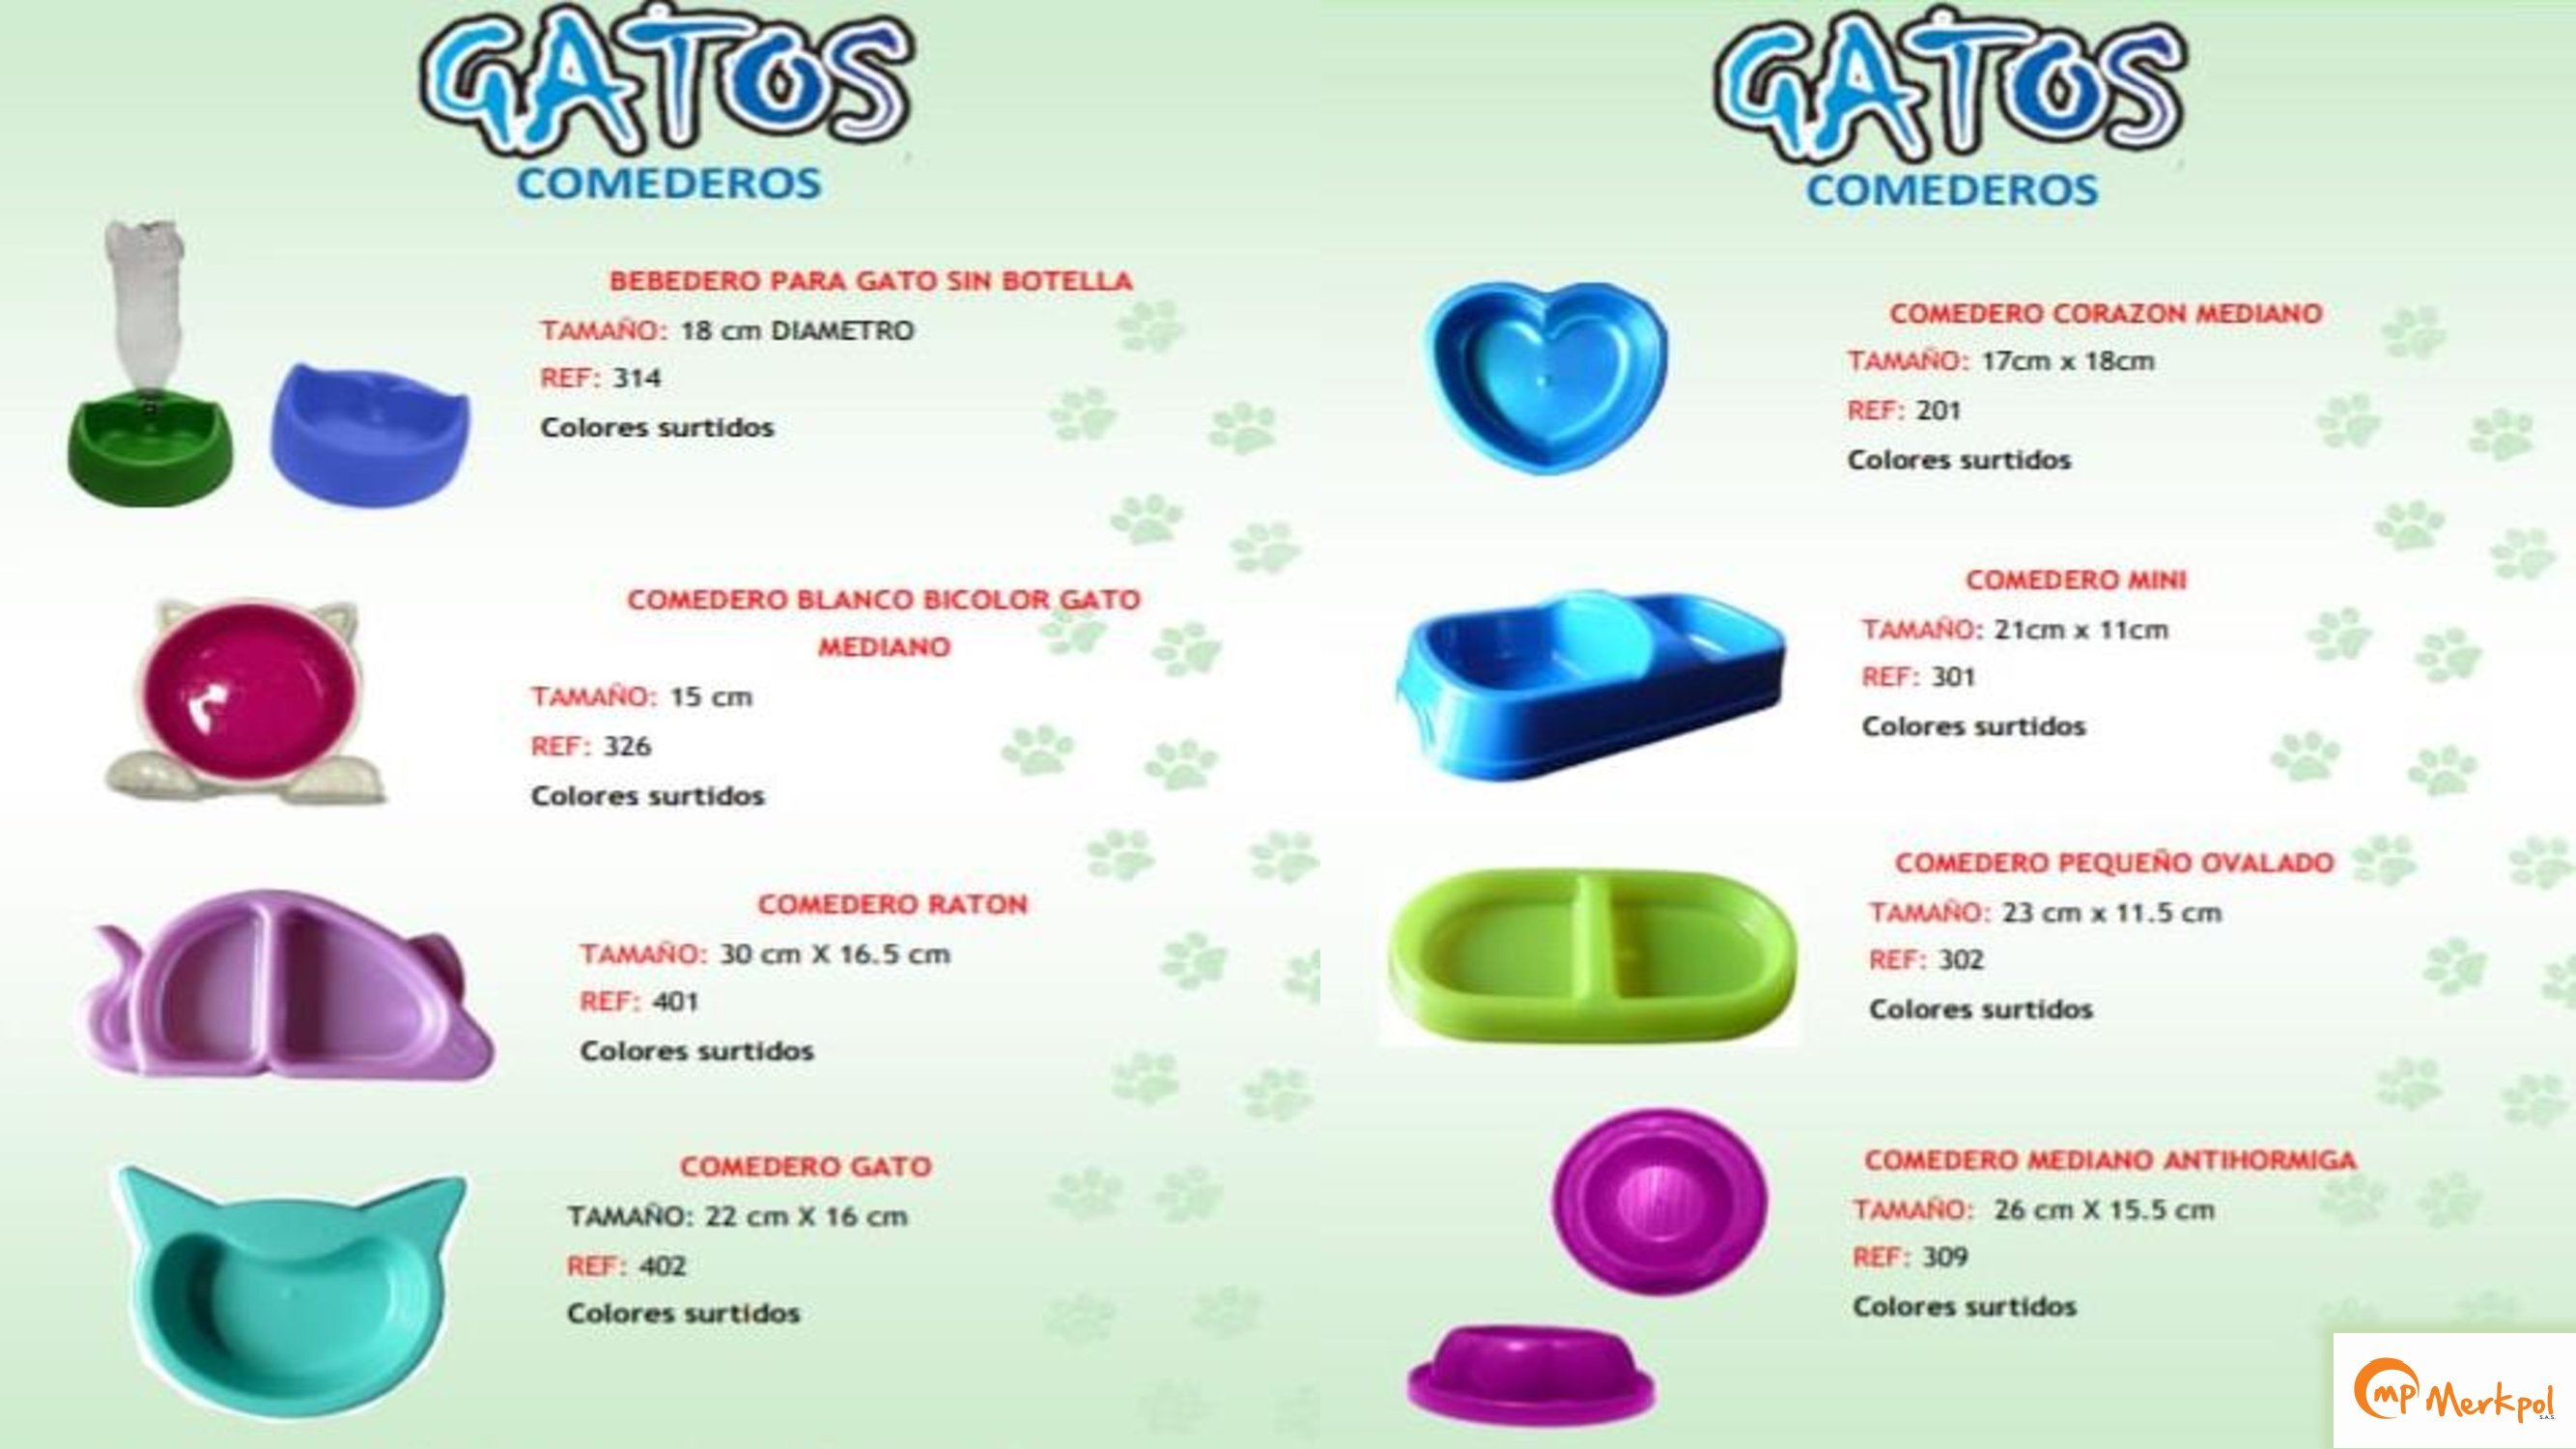 GATOS
COMEDEROS
BEBEDERO PARA GATO SIN BOTELLA
TAMAÑO: 18 cm DIAMETRO
REF: 314
Colores surtidos
COMEDERO BLANCO BICOLOR GATO
MEDIANO
TAMAÑO: 15 cm
REF: 326
Colores surtidos
COMEDERO RATON
TAMAÑO: 30 cm X 16.5 cm
REF: 401
Colores surtidos
COMEDERO GATO
TAMAÑO: 22 cm X 16 cm
REF: 402
Colores surtidos
GATOS
COMEDEROS
COMEDERO CORAZON MEDIANO
TAMAÑO: 17cm x 18cm
REF: 201
Colores surtidos
COMEDERO MINI
TAMAÑO: 21cm x 11cm
REF: 301
Colores surtidos
COMEDERO PEQUEÑO OVALADO
TAMAÑO: 23 cm x 11.5 cm
REF: 302
Colores surtidos
COMEDERO MEDIANO ANTIHORMIGA
TAMAÑO: 26 cm X 15.5 cm
REF: 309
Colores surtidos
mp Merkpol
S.A.S.